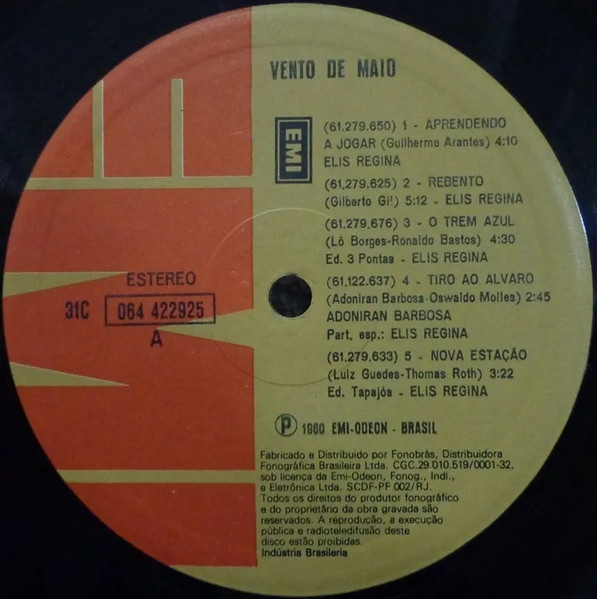 VENTO DE MAIO
EMI
(61.279.650) 1 - APRENDENDO
A JOGAR (Guilherme Arantes) 4:10
ELIS REGINA
(61.279.625) 2 - REBENTO
(Gilberto Gil) 5:12 - ELIS REGINA
(61.279.676) 3 - O TREM AZUL
(Lô Borges-Ronaldo Bastos) 4:30
Ed. 3 Pontas - ELIS REGINA
(61.122.637) 4 - TIRO AO ALVARO
(Adoniran Barbosa-Oswaldo Molles) 2:45
ADONIRAN BARBOSA
Part. esp.: ELIS REGINA
(61.279.633) 5 - NOVA ESTAÇÃO
(Luiz Guedes-Thomas Roth) 3:22
Ed. Tapajós - ELIS REGINA
ESTEREO
31C 064 422925
A
Ⓟ 1980 EMI-ODEON - BRASIL
Fabricado e Distribuido por Fonobrás, Distribuidora
Fonográfica Brasileira Ltda. CGC.29.010.519/0001-32,
sob licença da Emi-Odeon, Fonog., Indl.,
e Eletrônica Ltda. SCDF-PF 002/RJ.
Todos os direitos do produtor fonográfico
e do proprietário da obra gravada são
reservados. A reprodução, a execução
pública e radioteledifusão deste
disco estão proibidas.
Indústria Brasileira